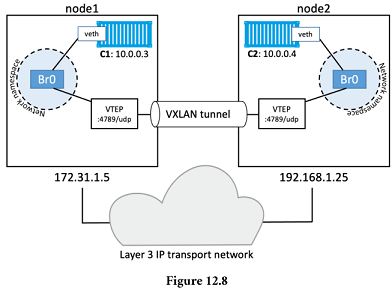 node1
node2
veth
C1: 10.0.0.3
Br0
Network namespace
VTEP
:4789/udp
VXLAN tunnel
C2: 10.0.0.4
veth
Br0
Network namespace
VTEP
:4789/udp
172.31.1.5
192.168.1.25
Layer 3 IP transport network
Figure 12.8